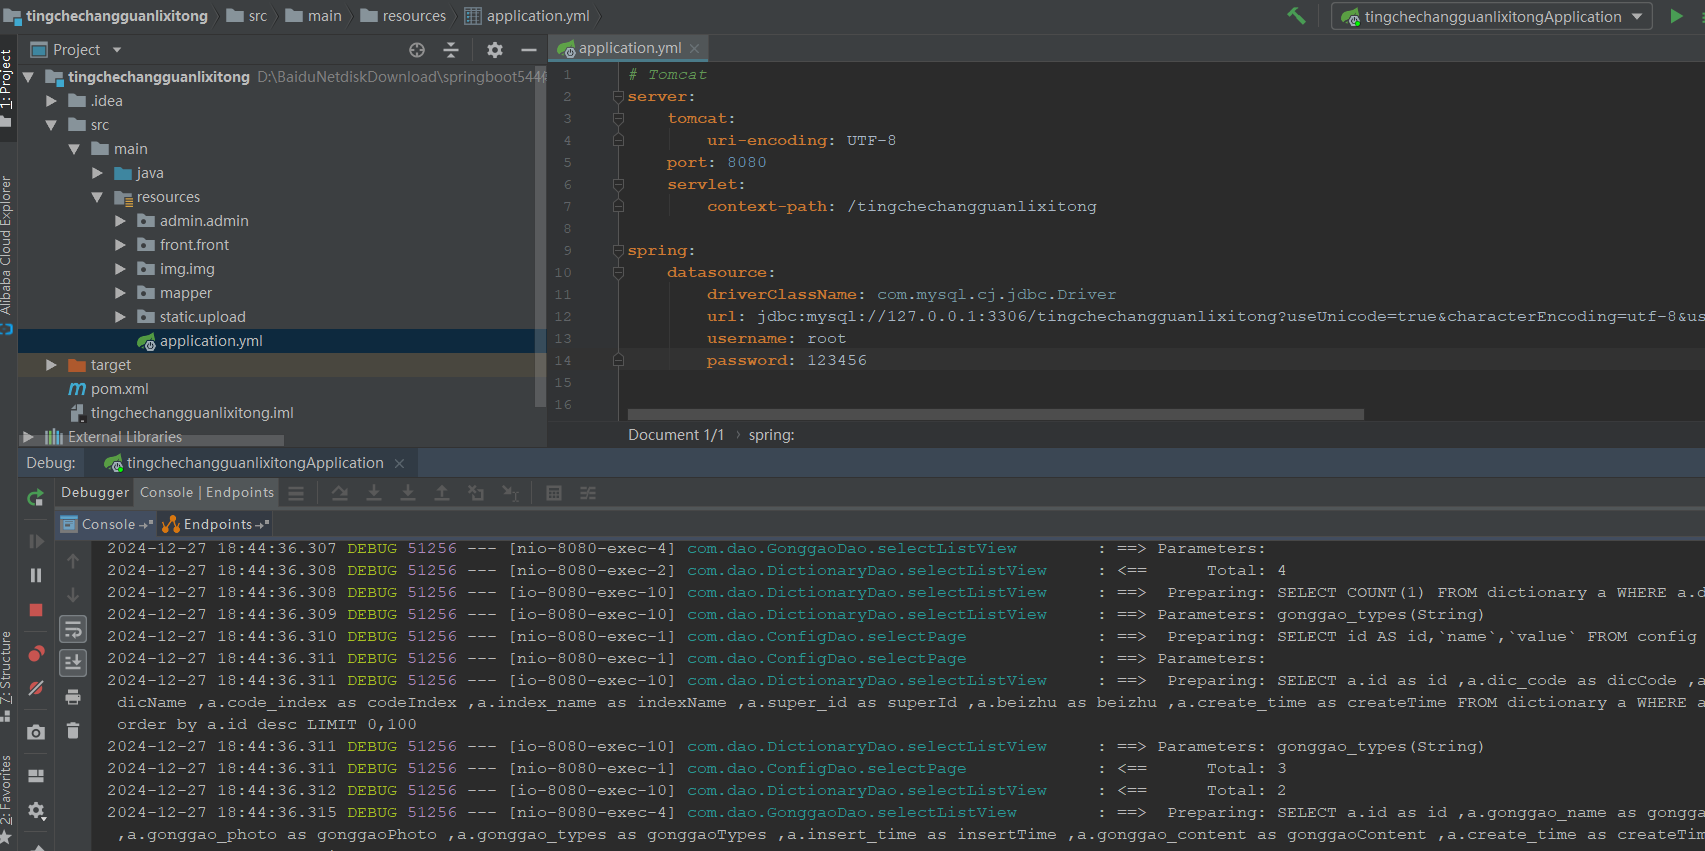 tingchechangguanlixitong src main resources application.yml
tingchechangguanlixitongApplication
Project
application.yml
1: Project
Alibaba Cloud Explorer
7: Structure
2: Favorites
tingchechangguanlixitong D:\BaiduNetdiskDownload\springboot544
.idea
src
main
java
resources
admin.admin
front.front
img.img
mapper
static.upload
application.yml
target
pom.xml
tingchechangguanlixitong.iml
External Libraries
1 # Tomcat
2 server:
3 tomcat:
4 uri-encoding: UTF-8
5 port: 8080
6 servlet:
7 context-path: /tingchechangguanlixitong
8
9 spring:
10 datasource:
11 driverClassName: com.mysql.cj.jdbc.Driver
12 url: jdbc:mysql://127.0.0.1:3306/tingchechangguanlixitong?useUnicode=true&characterEncoding=utf-8&us
13 username: root
14 password: 123456
15
16
Document 1/1 › spring:
Debug: tingchechangguanlixitongApplication
Debugger Console | Endpoints
Console Endpoints
2024-12-27 18:44:36.307 DEBUG 51256 --- [nio-8080-exec-4] com.dao.GonggaoDao.selectListView : ==> Parameters:
2024-12-27 18:44:36.308 DEBUG 51256 --- [nio-8080-exec-2] com.dao.DictionaryDao.selectListView : <== Total: 4
2024-12-27 18:44:36.308 DEBUG 51256 --- [io-8080-exec-10] com.dao.DictionaryDao.selectListView : ==> Preparing: SELECT COUNT(1) FROM dictionary a WHERE a.d
2024-12-27 18:44:36.309 DEBUG 51256 --- [io-8080-exec-10] com.dao.DictionaryDao.selectListView : ==> Parameters: gonggao_types(String)
2024-12-27 18:44:36.310 DEBUG 51256 --- [nio-8080-exec-1] com.dao.ConfigDao.selectPage : ==> Preparing: SELECT id AS id,`name`,`value` FROM config
2024-12-27 18:44:36.311 DEBUG 51256 --- [nio-8080-exec-1] com.dao.ConfigDao.selectPage : ==> Parameters:
2024-12-27 18:44:36.311 DEBUG 51256 --- [io-8080-exec-10] com.dao.DictionaryDao.selectListView : ==> Preparing: SELECT a.id as id ,a.dic_code as dicCode ,a
dicName ,a.code_index as codeIndex ,a.index_name as indexName ,a.super_id as superId ,a.beizhu as beizhu ,a.create_time as createTime FROM dictionary a WHERE a
order by a.id desc LIMIT 0,100
2024-12-27 18:44:36.311 DEBUG 51256 --- [io-8080-exec-10] com.dao.DictionaryDao.selectListView : ==> Parameters: gonggao_types(String)
2024-12-27 18:44:36.311 DEBUG 51256 --- [nio-8080-exec-1] com.dao.ConfigDao.selectPage : <== Total: 3
2024-12-27 18:44:36.312 DEBUG 51256 --- [io-8080-exec-10] com.dao.DictionaryDao.selectListView : <== Total: 2
2024-12-27 18:44:36.315 DEBUG 51256 --- [nio-8080-exec-4] com.dao.GonggaoDao.selectListView : ==> Preparing: SELECT a.id as id ,a.gonggao_name as gongga
,a.gonggao_photo as gonggaoPhoto ,a.gonggao_types as gonggaoTypes ,a.insert_time as insertTime ,a.gonggao_content as gonggaoContent ,a.create_time as createTim